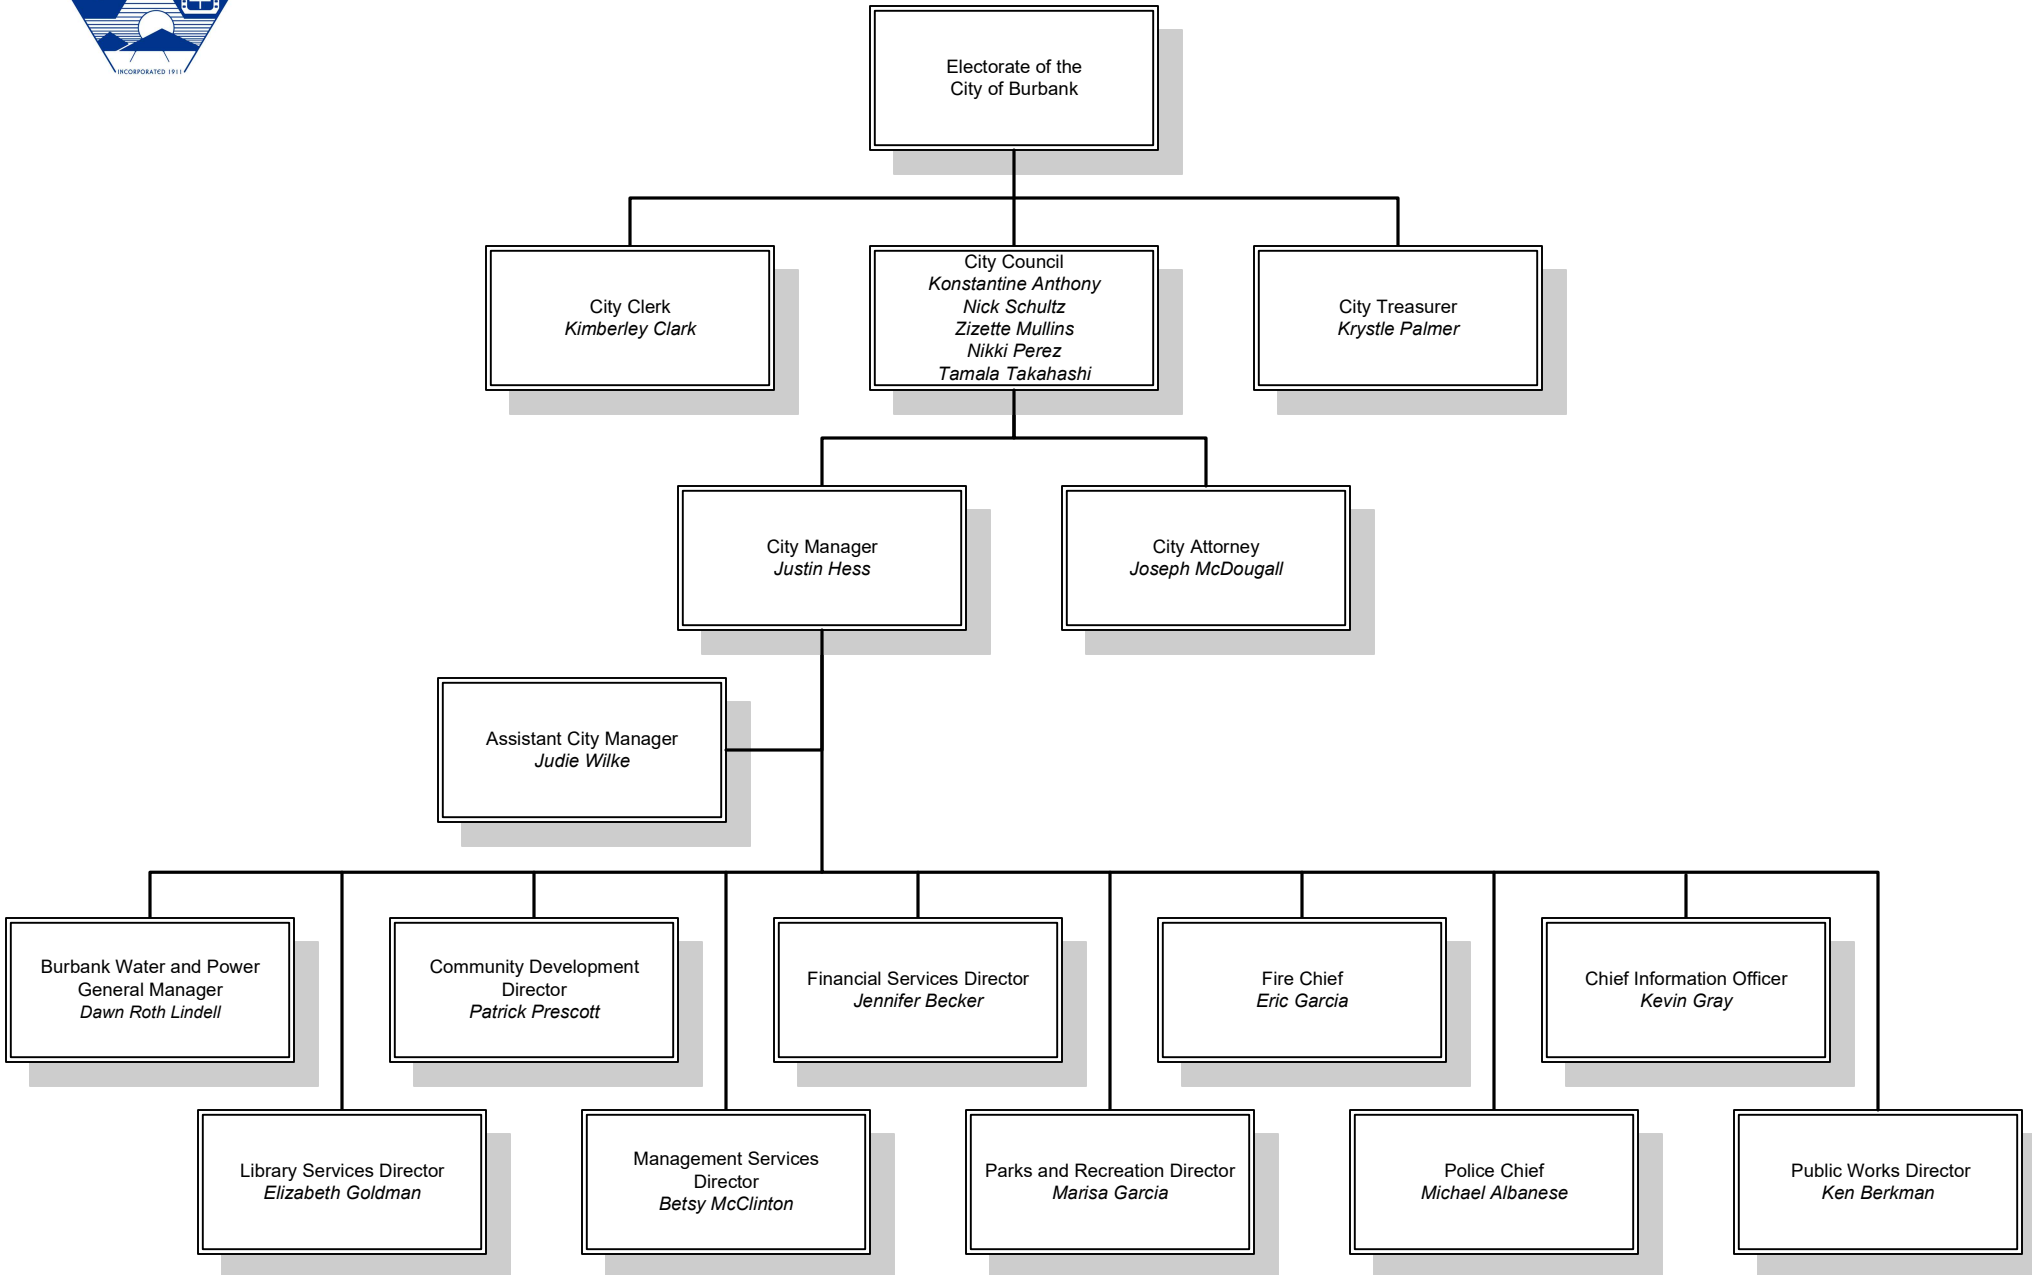 INCORPORATED 1911
Electorate of the
City of Burbank
City Clerk
Kimberley Clark
City Council
Konstantine Anthony
Nick Schultz
Zizette Mullins
Nikki Perez
Tamala Takahashi
City Treasurer
Krystle Palmer
City Manager
Justin Hess
City Attorney
Joseph McDougall
Assistant City Manager
Judie Wilke
Burbank Water and Power
General Manager
Dawn Roth Lindell
Community Development
Director
Patrick Prescott
Financial Services Director
Jennifer Becker
Fire Chief
Eric Garcia
Chief Information Officer
Kevin Gray
Library Services Director
Elizabeth Goldman
Management Services
Director
Betsy McClinton
Parks and Recreation Director
Marisa Garcia
Police Chief
Michael Albanese
Public Works Director
Ken Berkman